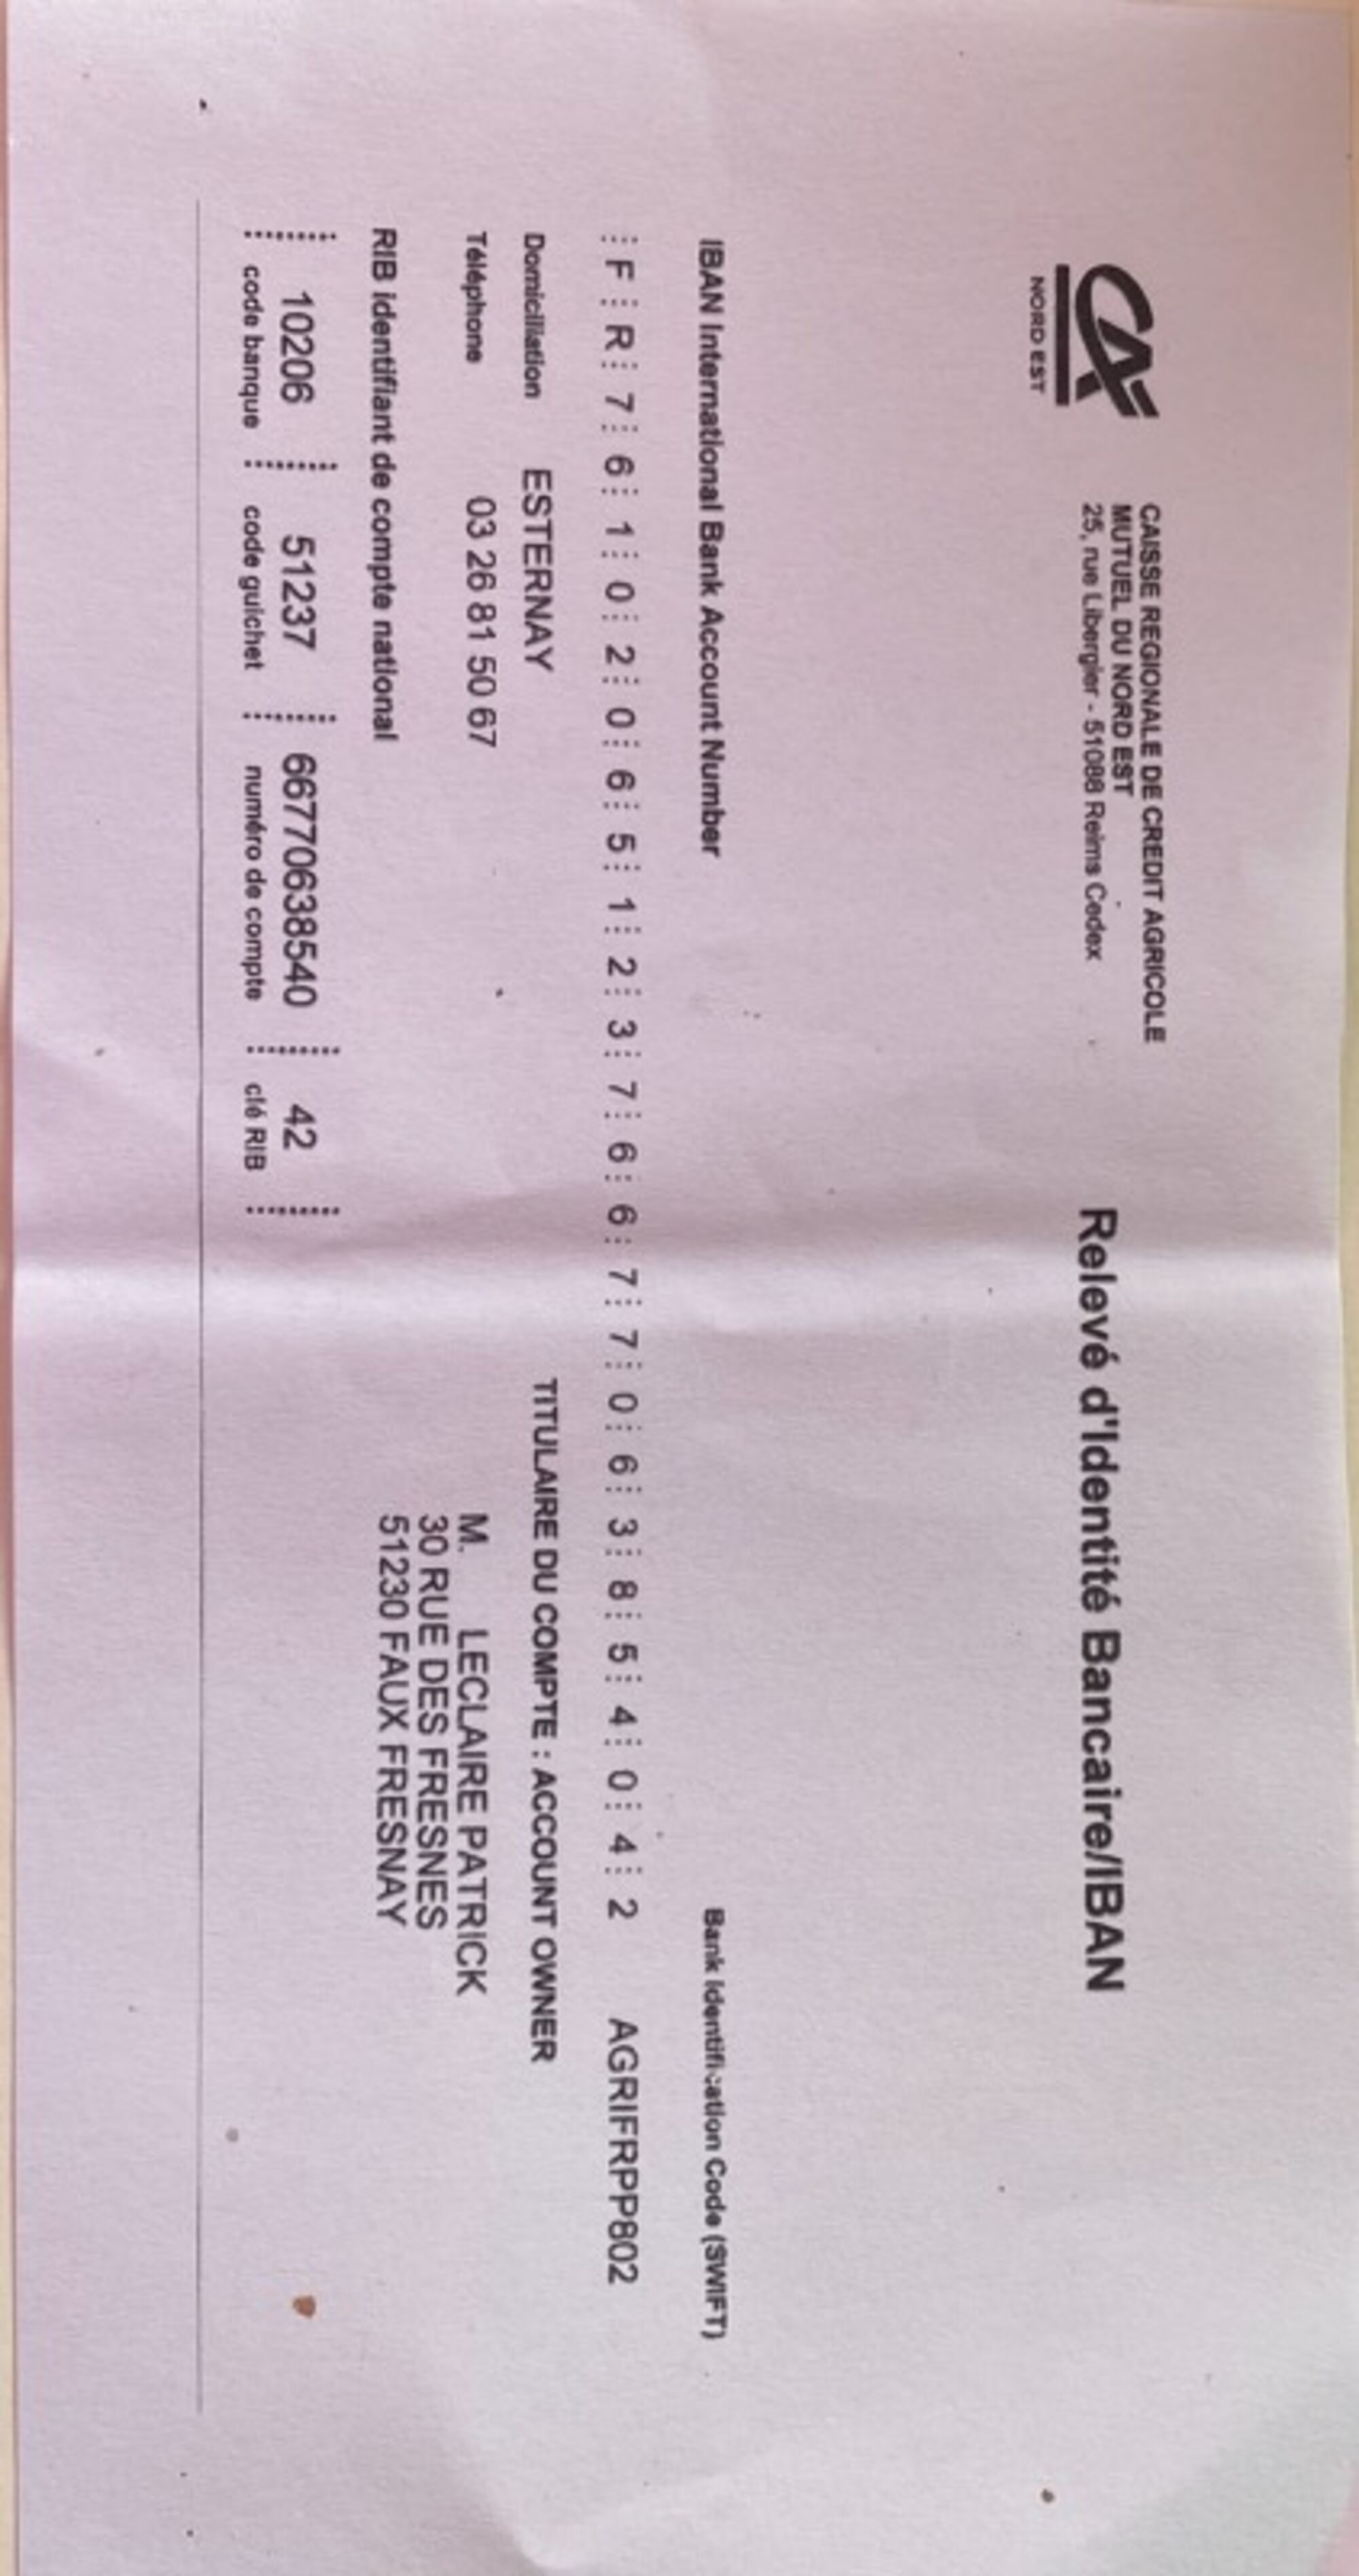 CA
NORD EST
CAISSE REGIONALE DE CREDIT AGRICOLE
MUTUEL DU NORD EST
25, rue Libergier - 51088 Reims Cedex
Relevé d'Identité Bancaire/IBAN
IBAN International Bank Account Number
Bank Identification Code (SWIFT)
F R 7 6 1 0 2 0 6 5 1 2 3 7 6 6 7 7 0 6 3 8 5 4 0 4 2 AGRIFRPP802
Domiciliation ESTERNAY
Téléphone 03 26 81 50 67
TITULAIRE DU COMPTE : ACCOUNT OWNER
M. LECLAIRE PATRICK
30 RUE DES FRESNES
51230 FAUX FRESNAY
RIB Identifiant de compte national
10206 51237 66770638540 42
code banque code guichet numéro de compte clé RIB